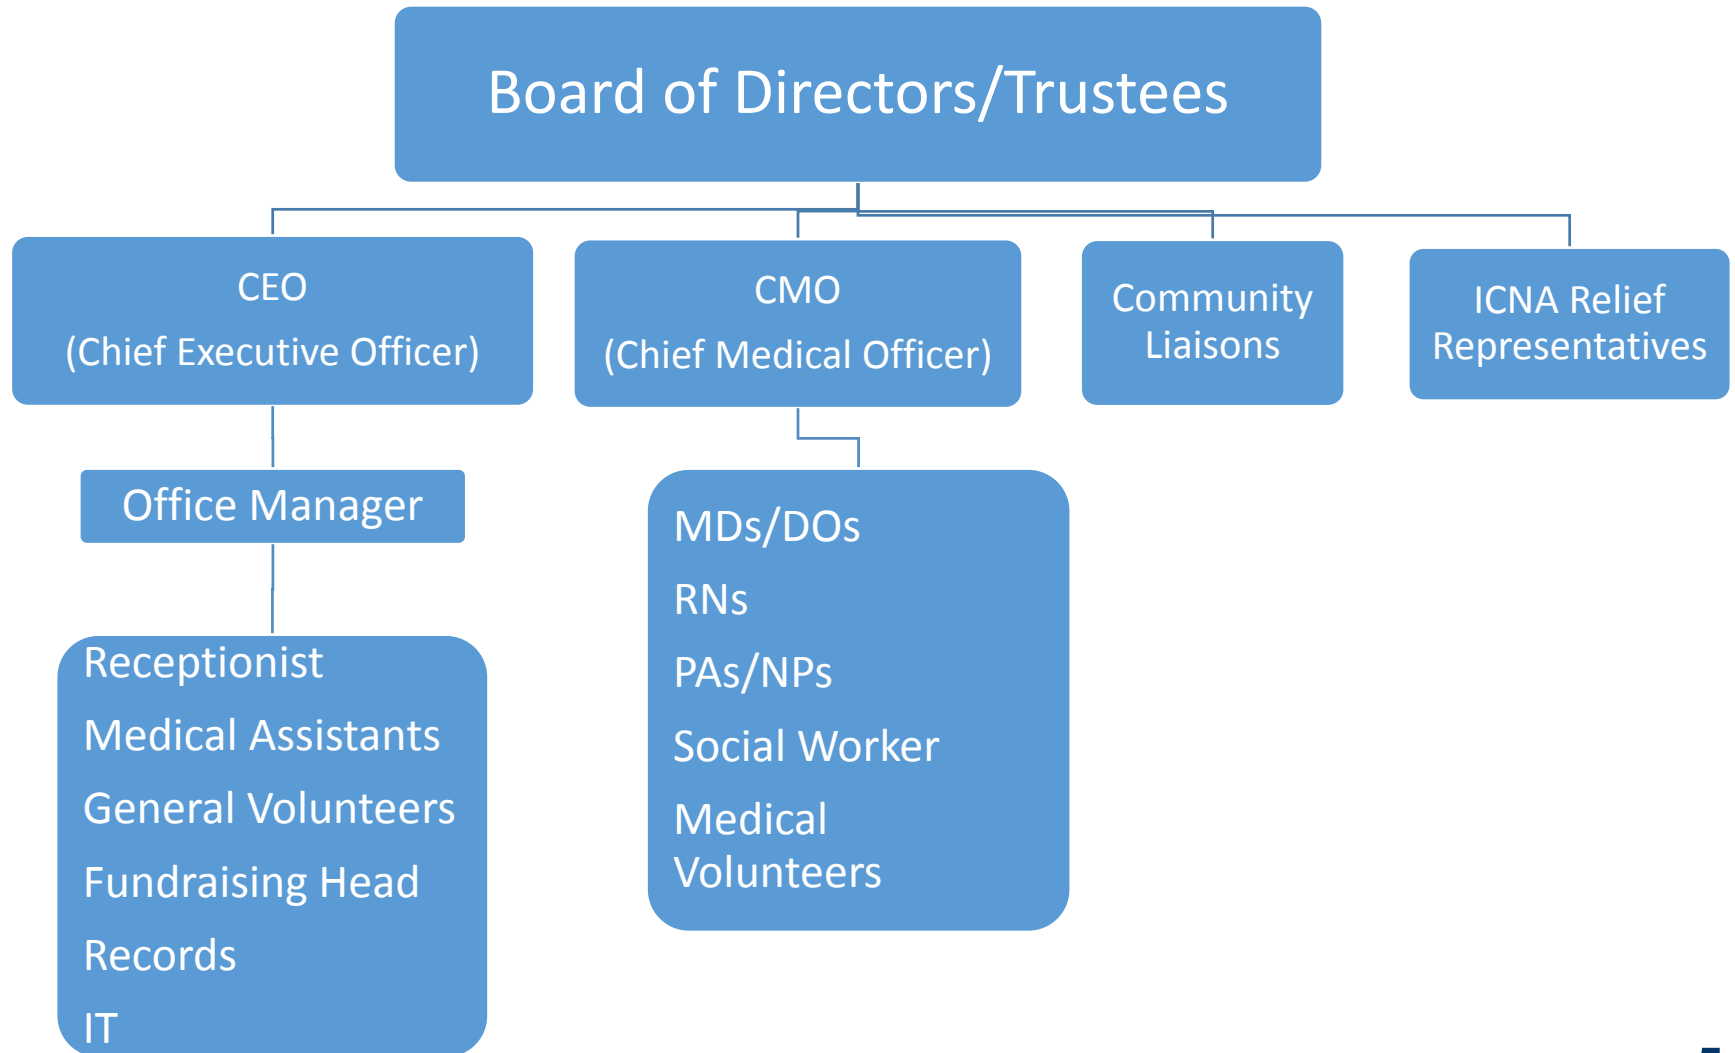 Board of Directors/Trustees
CEO
(Chief Executive Officer)
CMO
(Chief Medical Officer)
Community
Liaisons
ICNA Relief
Representatives
Office Manager
Receptionist
Medical Assistants
General Volunteers
Fundraising Head
Records
IT
MDs/DOs
RNs
PAs/NPs
Social Worker
Medical
Volunteers